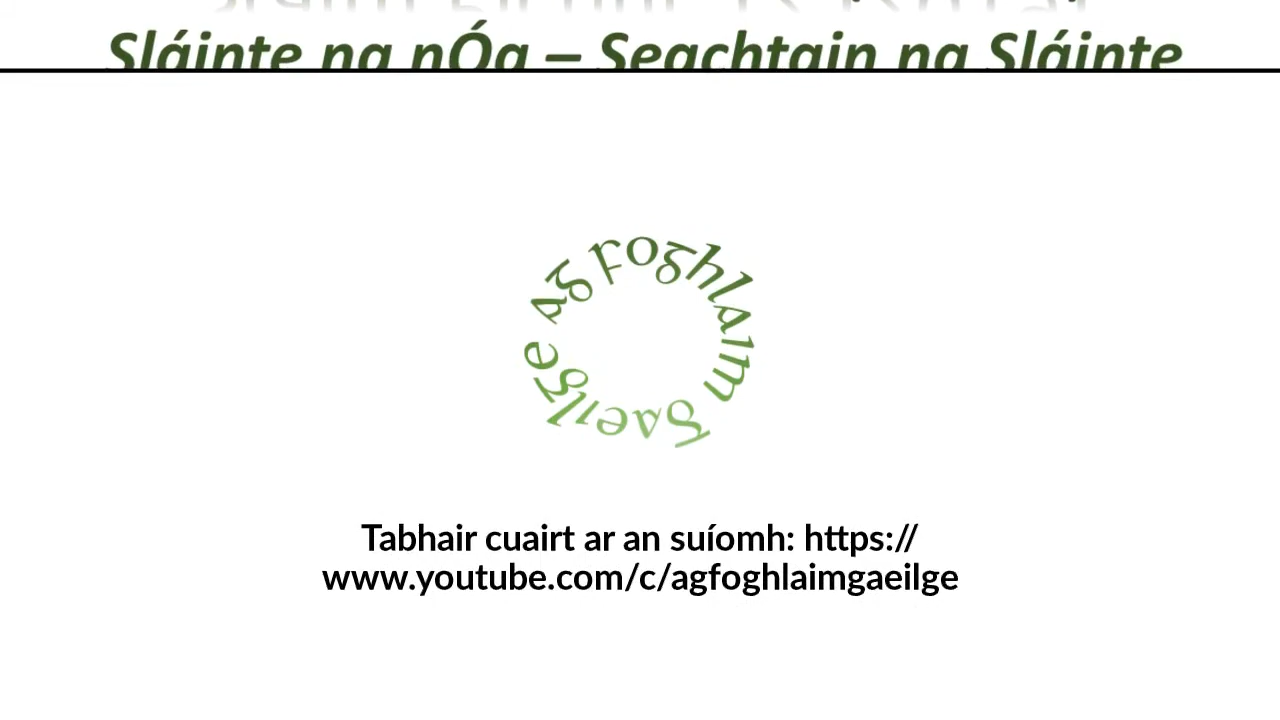 Sláinte na nÓg – Seachtain na Sláinte
ag foghlaim gaeilge
Tabhair cuairt ar an suíomh: https://
www.youtube.com/c/agfoghlaimgaeilge